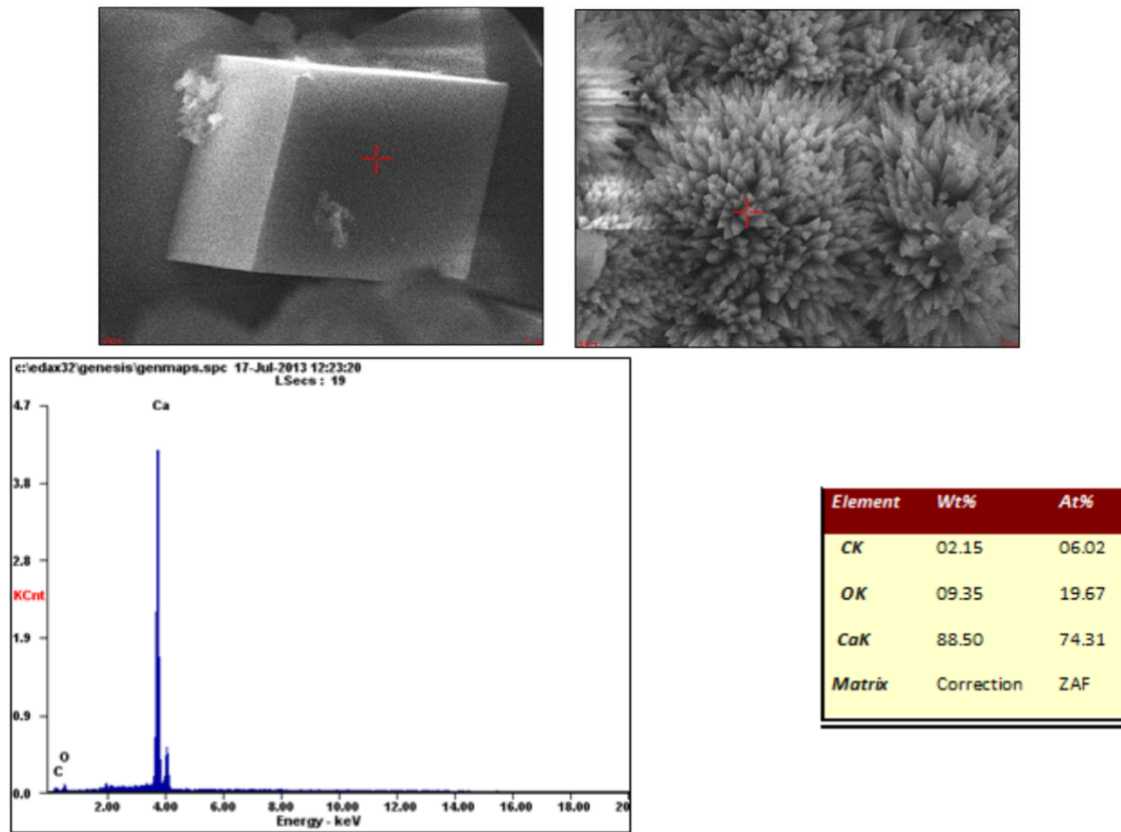 c:\edax32\genesis\genmaps.spc 17-Jul-2013 12:23:20
LSecs : 19
4.7
Ca
3.8
2.8
KCnt
1.9
0.9
O
C
0.0
2.00 4.00 6.00 8.00 10.00 12.00 14.00 16.00 18.00 20
Energy - keV
Element Wt% At%
CK 02.15 06.02
OK 09.35 19.67
CaK 88.50 74.31
Matrix Correction ZAF